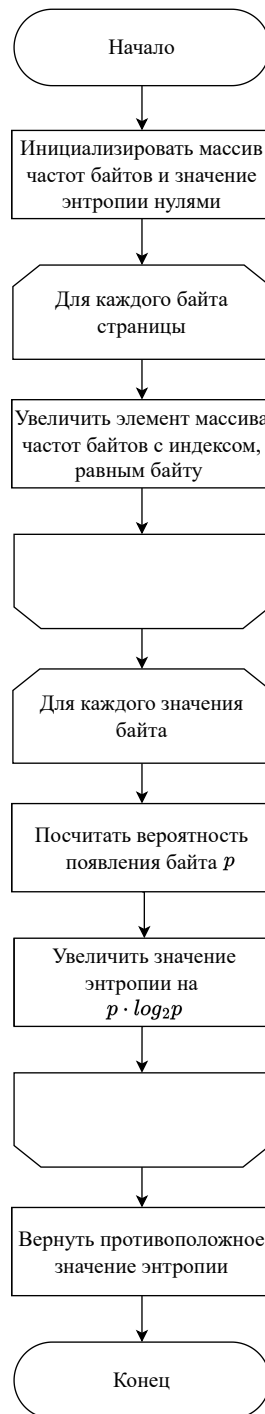 Начало
Инициализировать массив
частот байтов и значение
энтропии нулями
Для каждого байта
страницы
Увеличить элемент массива
частот байтов с индексом,
равным байту
Для каждого значения
байта
Посчитать вероятность
появления байта p
Увеличить значение
энтропии на
p · log₂p
Вернуть противоположное
значение энтропии
Конец